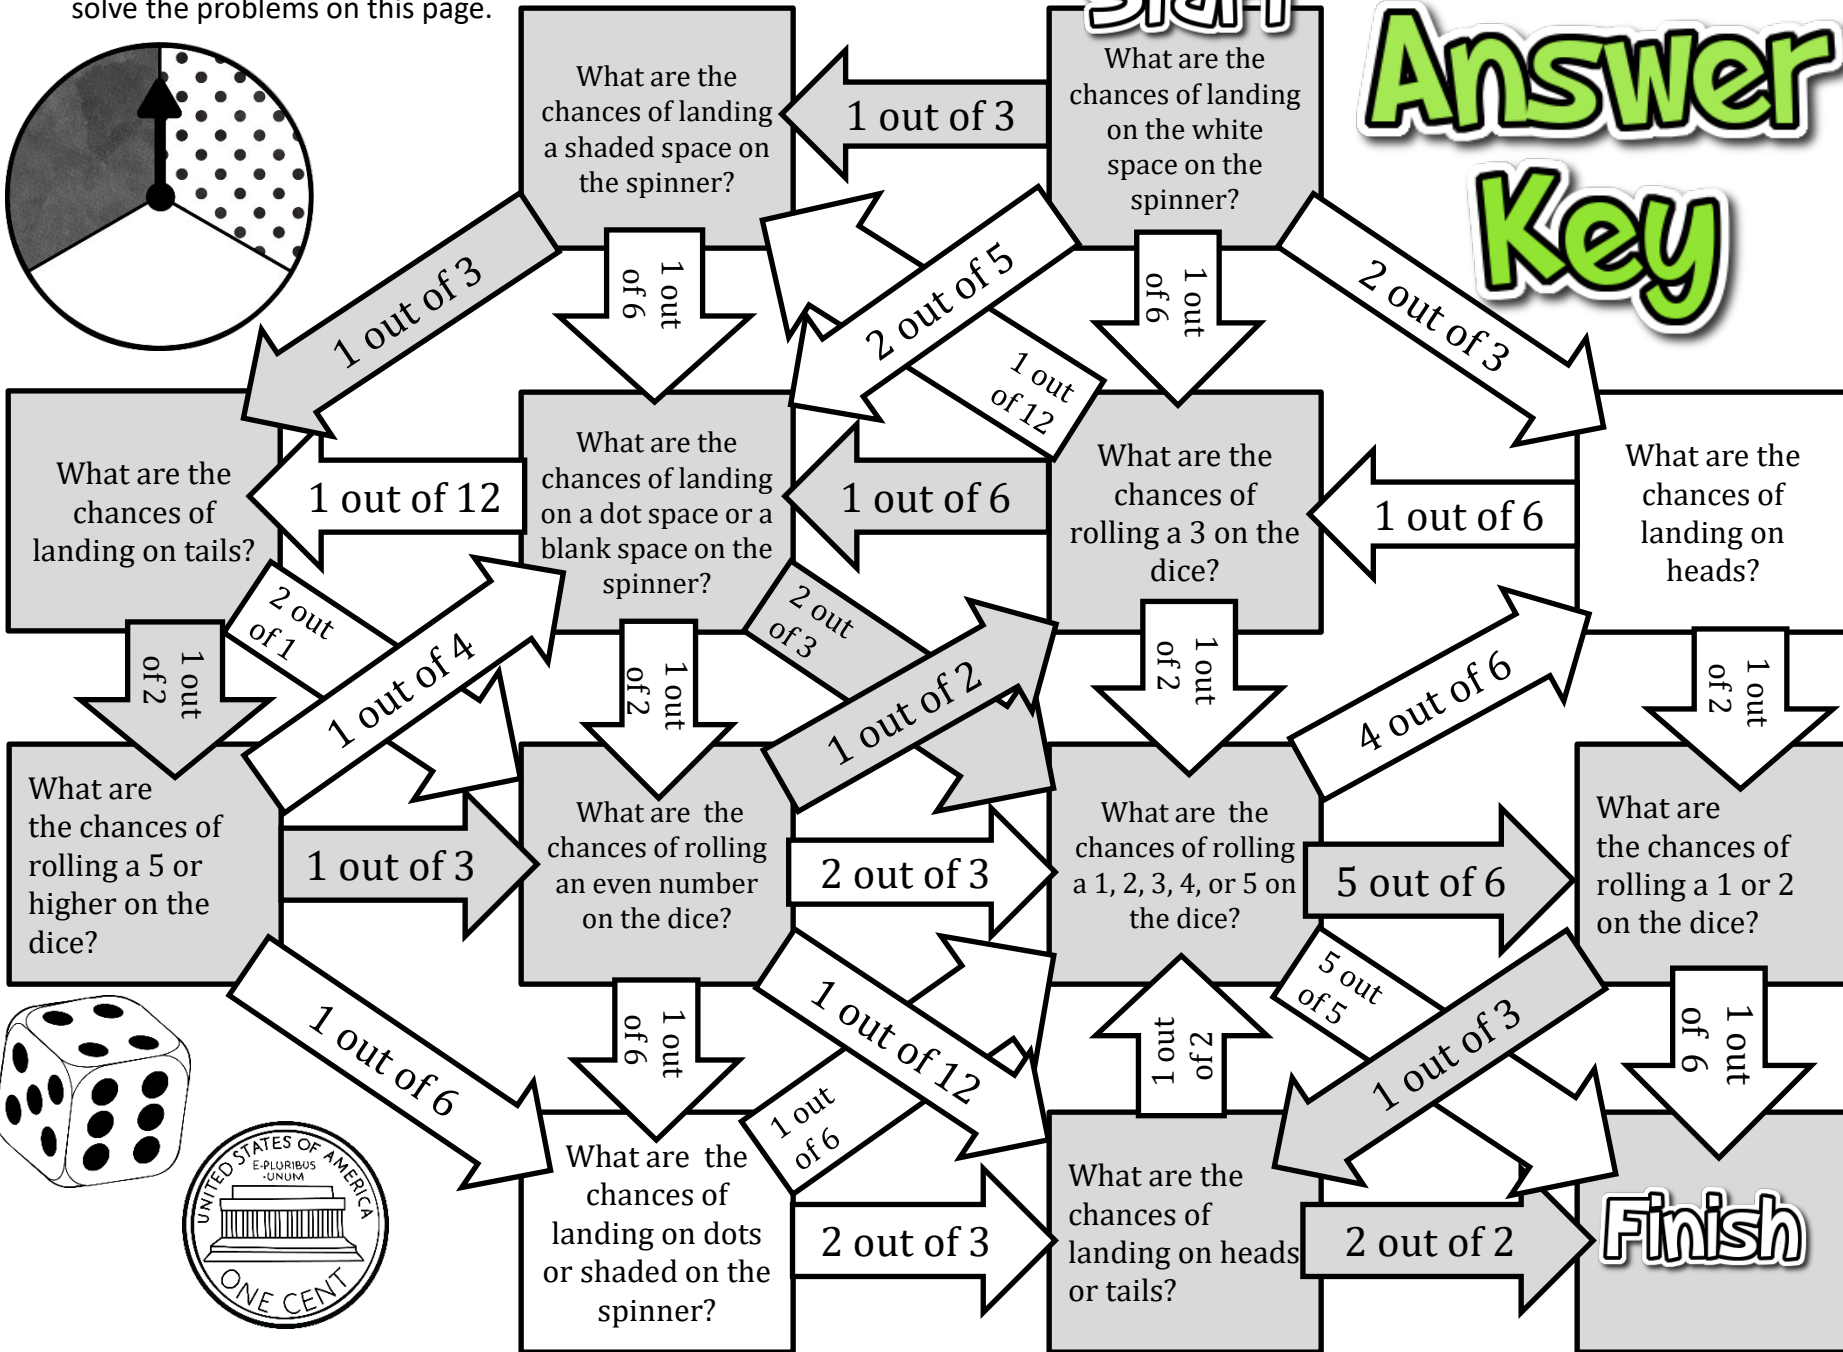 solve the problems on this page.
Start
Answer
Key
What are the
chances of landing
a shaded space on
the spinner?
1 out of 3
What are the
chances of landing
on the white
space on the
spinner?
1 out of 3
1 out
of 6
2 out of 5
1 out
of 12
1 out
of 6
2 out of 3
What are the
chances of
landing on tails?
1 out of 12
What are the
chances of landing
on a dot space or a
blank space on the
spinner?
1 out of 6
What are the
chances of
rolling a 3 on the
dice?
1 out of 6
What are the
chances of
landing on
heads?
1 out
of 2
2 out
of 1
1 out of 4
1 out
of 2
2 out
of 3
1 out of 2
1 out
of 2
4 out of 6
1 out
of 2
What are
the chances of
rolling a 5 or
higher on the
dice?
1 out of 3
What are the
chances of rolling
an even number
on the dice?
2 out of 3
What are the
chances of rolling
a 1, 2, 3, 4, or 5 on
the dice?
5 out of 6
What are
the chances of
rolling a 1 or 2
on the dice?
1 out of 6
1 out
of 6
1 out of 12
1 out
of 6
1 out
of 2
5 out
of 5
1 out of 3
1 out
of 6
UNITED STATES OF AMERICA
E-PLURIBUS
-UNUM
ONE CENT
What are the
chances of
landing on dots
or shaded on the
spinner?
2 out of 3
What are the
chances of
landing on heads
or tails?
2 out of 2
Finish